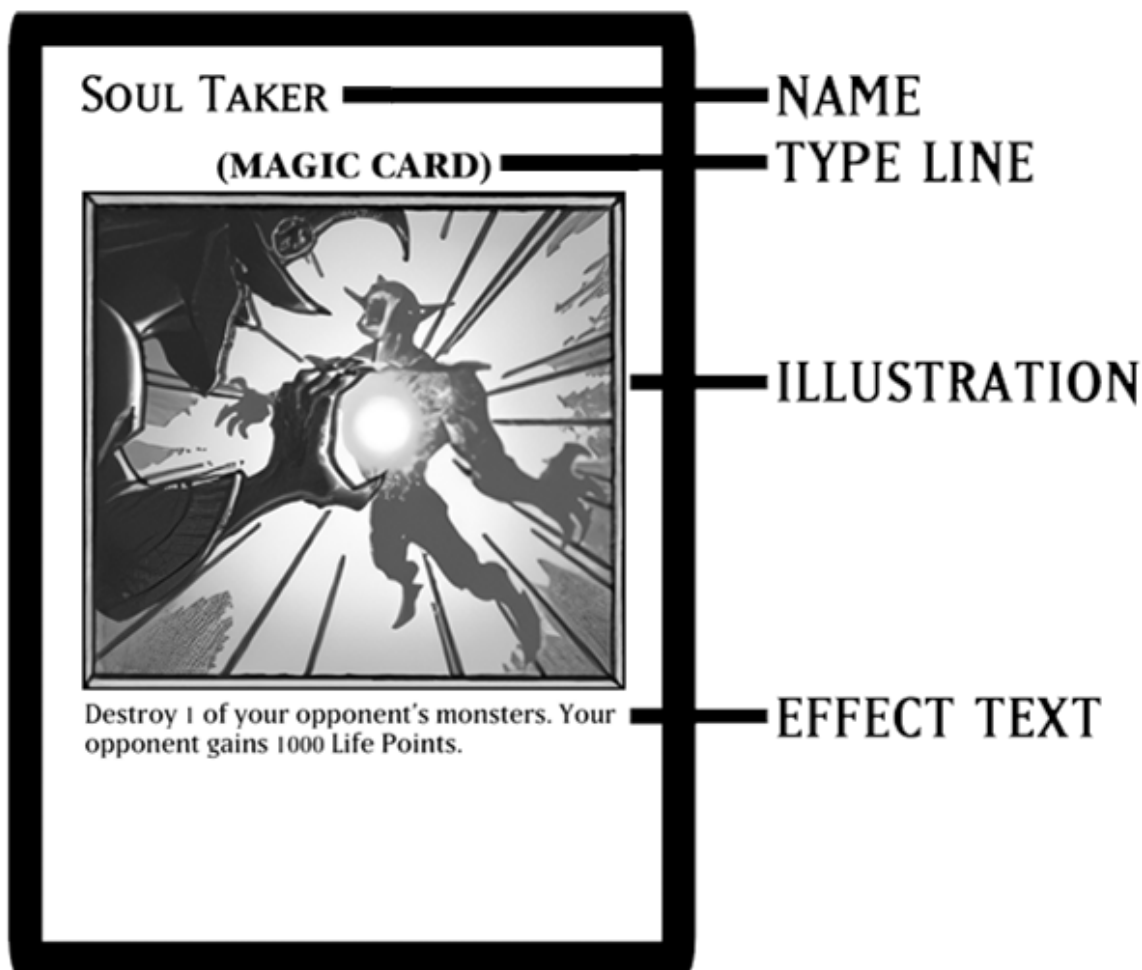 SOUL TAKER
NAME
(MAGIC CARD)
TYPE LINE
ILLUSTRATION
Destroy 1 of your opponent's monsters. Your
opponent gains 1000 Life Points.
EFFECT TEXT